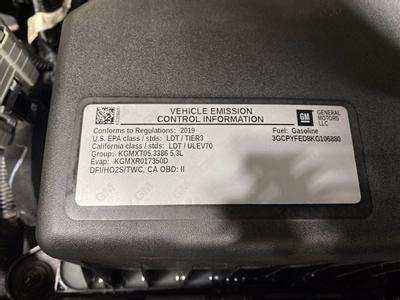 VEHICLE EMISSION
CONTROL INFORMATION
GM
GENERAL
MOTORS
LLC
Conforms to Regulations: 2019
U.S. EPA class / stds: LDT / TIER3
California class / stds: LDT / ULEV70
Group: KGMXT05.3386 5.3L
Evap: KGMXR017350D
DFI/HO2S/TWC, CA OBD: II
Fuel: Gasoline
3GCPYFED8KG106880